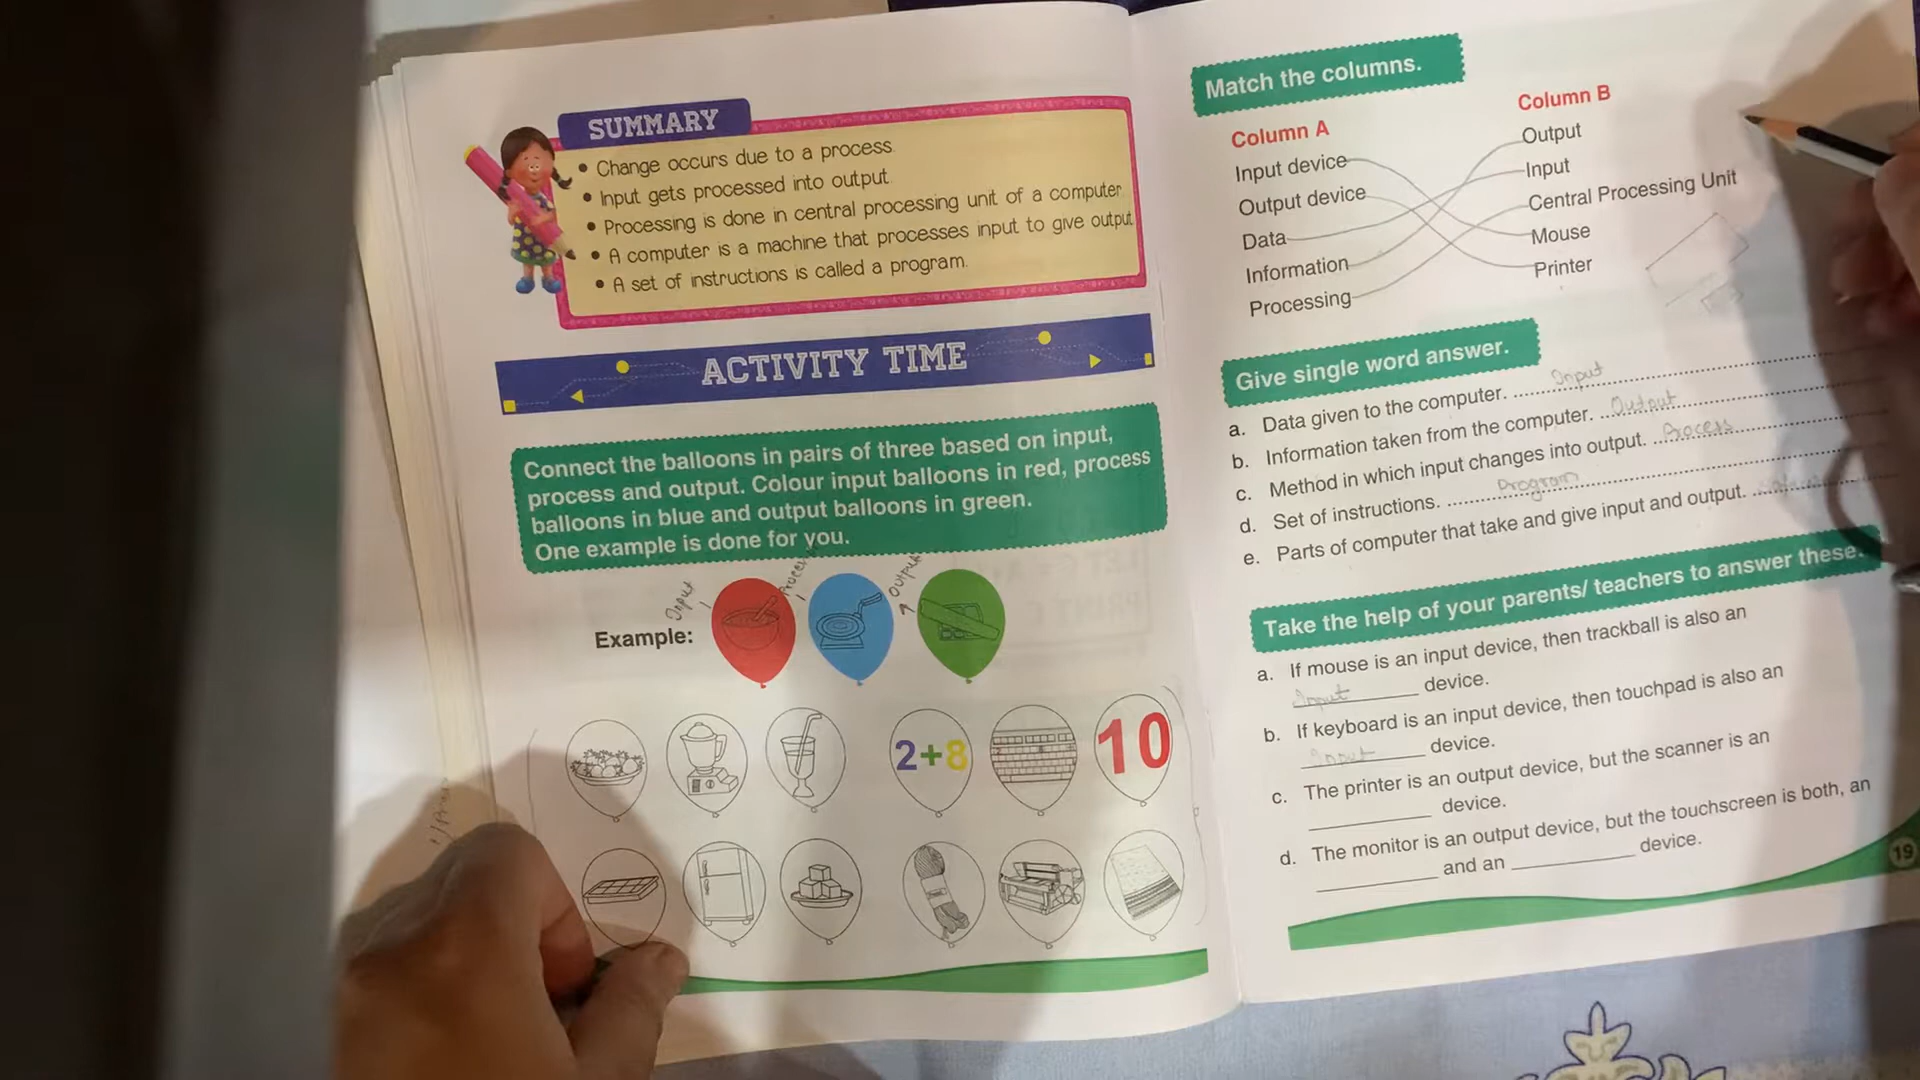 SUMMARY
• Change occurs due to a process.
• Input gets processed into output.
• Processing is done in central processing unit of a computer.
• A computer is a machine that processes input to give output
• A set of instructions is called a program.
ACTIVITY TIME
Connect the balloons in pairs of three based on input,
process and output. Colour input balloons in red, process
balloons in blue and output balloons in green.
One example is done for you.
Input
Process
Output
Example:
2+8
10
Match the columns.
Column A
Column B
Input device
Output
Output device
Input
Data
Central Processing Unit
Information
Mouse
Processing
Printer
Give single word answer.
a. Data given to the computer. Input
b. Information taken from the computer. Output
c. Method in which input changes into output. Process
d. Set of instructions. Program
e. Parts of computer that take and give input and output.
Take the help of your parents/ teachers to answer these.
a. If mouse is an input device, then trackball is also an
Input device.
b. If keyboard is an input device, then touchpad is also an
Input device.
c. The printer is an output device, but the scanner is an
device.
d. The monitor is an output device, but the touchscreen is both, an
and an device.
19